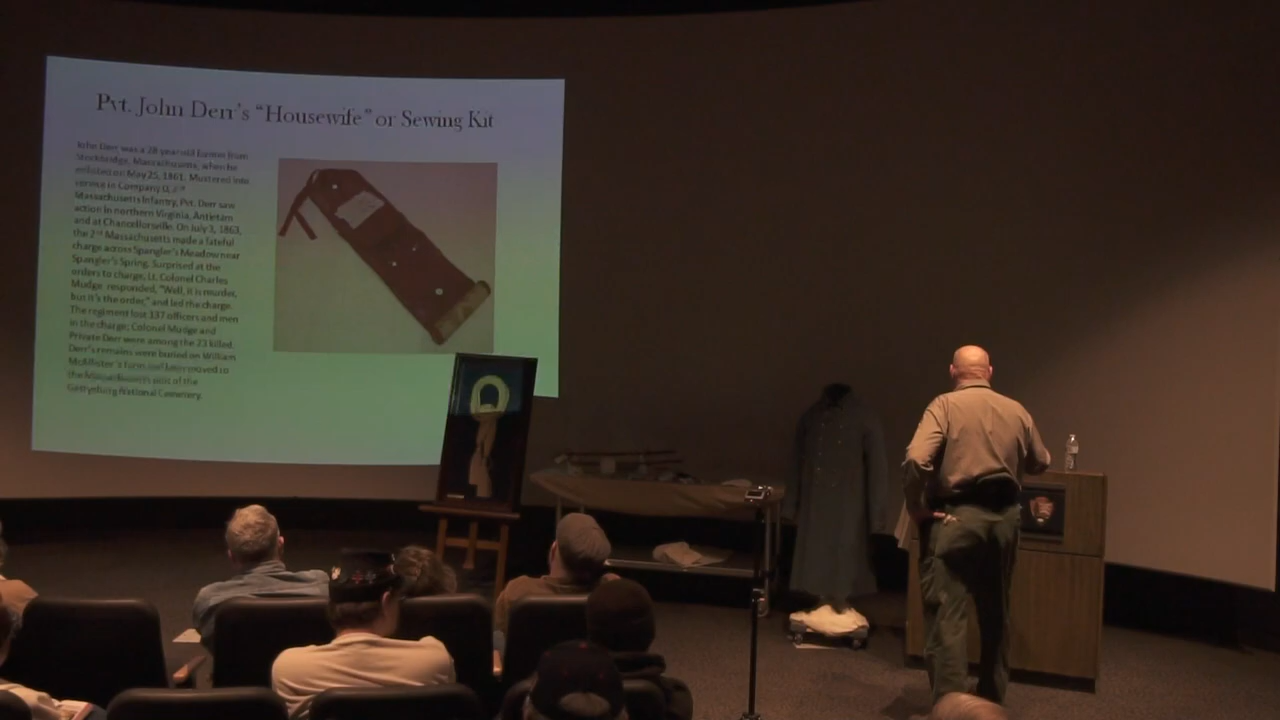 Pvt. John Derr's “Housewife” or Sewing Kit
John Derr was a 28 year old farmer from
Stockbridge, Massachusetts, when he
enlisted on May 25, 1861. Mustered into
service in Company D, 2nd
Massachusetts Infantry, Pvt. Derr saw
action in northern Virginia, Antietam
and at Chancellorsville. On July 3, 1863,
the 2nd Massachusetts made a fateful
charge across Spangler's Meadow near
Spangler's Spring. Surprised at the
orders to charge, Lt. Colonel Charles
Mudge responded, “Well, it is murder,
but it's the order,” and led the charge.
The regiment lost 137 officers and men
in the charge; Colonel Mudge and
Private Derr were among the 23 killed.
Derr's remains were buried on William
McAllister's farm and later moved to
the Massachusetts plot of the
Gettysburg National Cemetery.